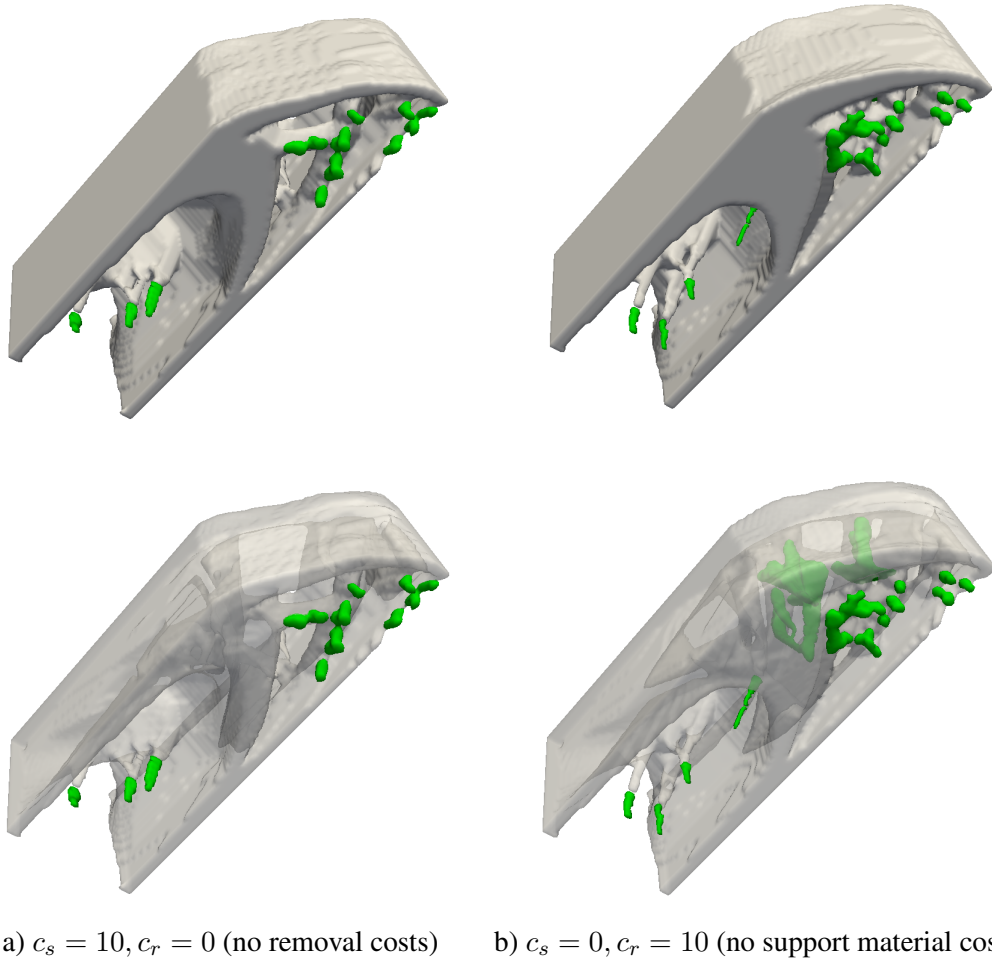 a) $c_s = 10, c_r = 0$ (no removal costs)
b) $c_s = 0, c_r = 10$ (no support material cos